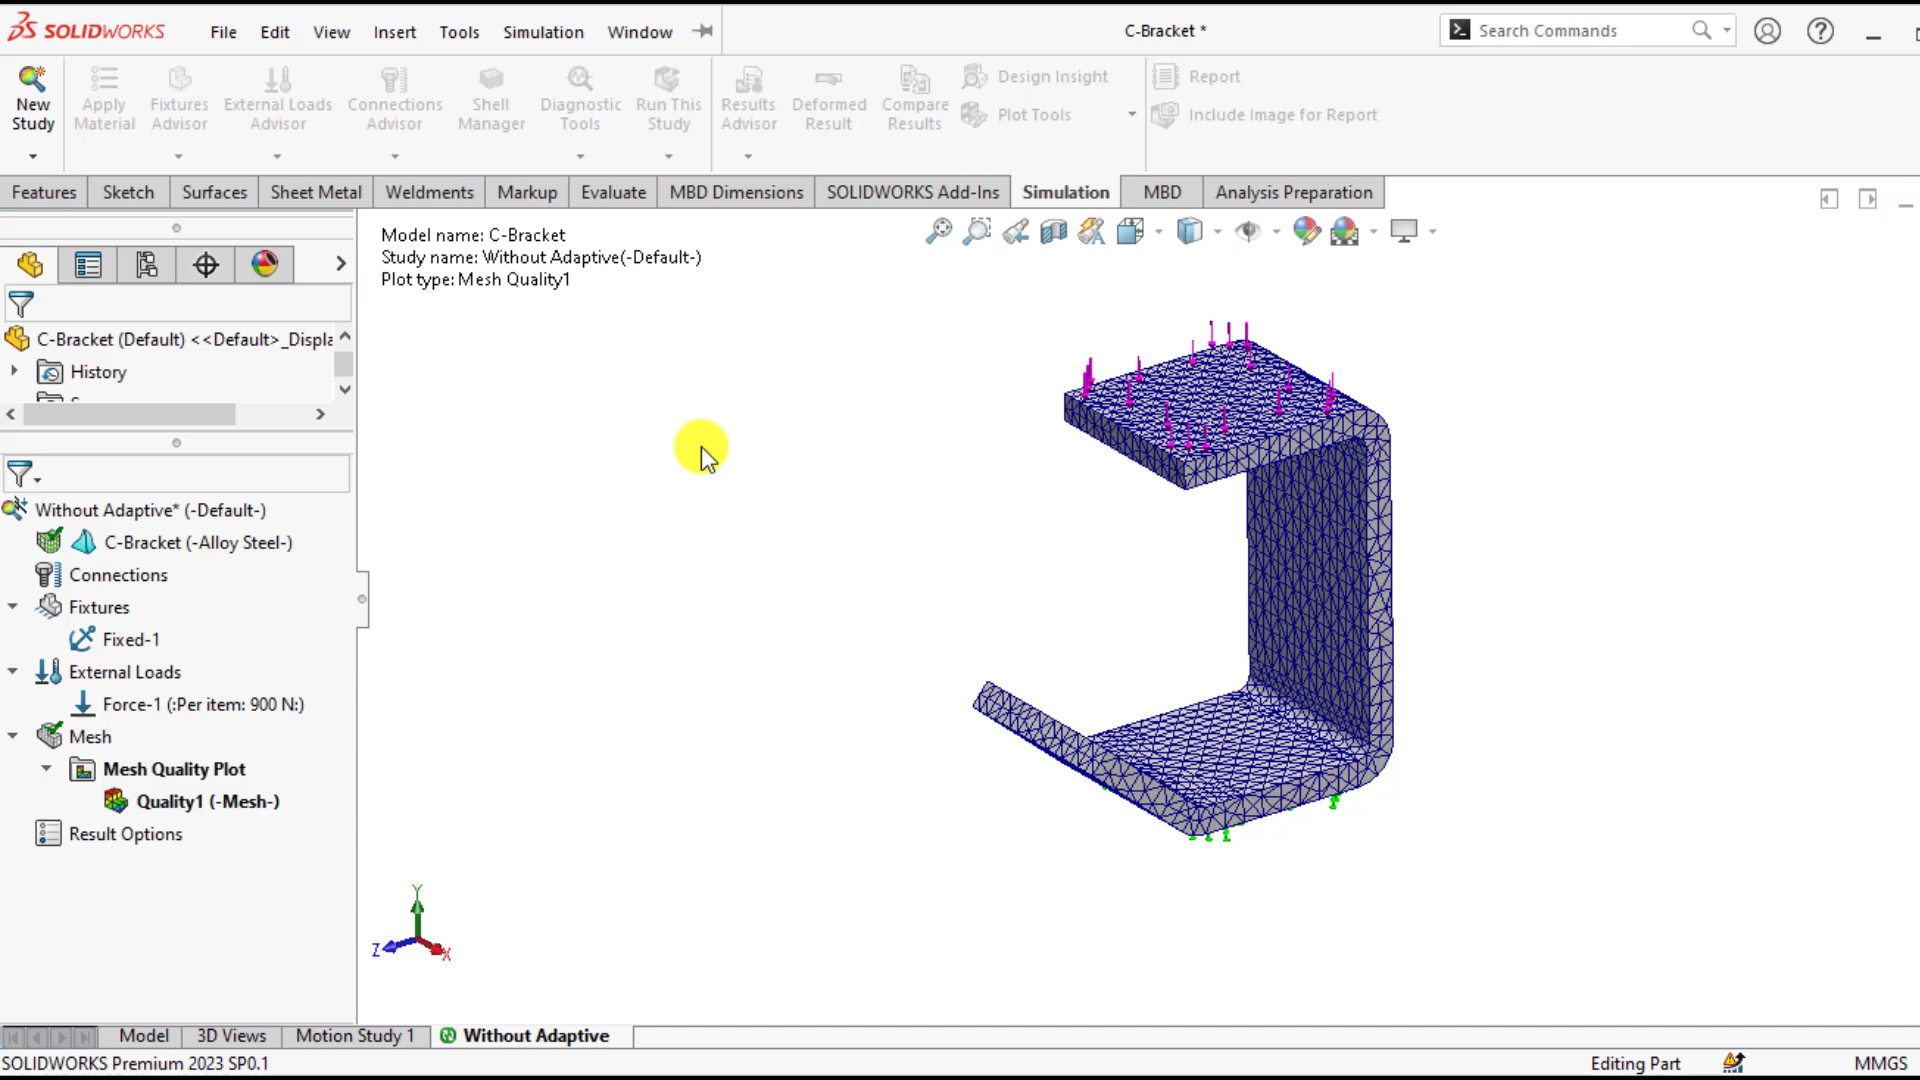 SOLIDWORKS
File Edit View Insert Tools Simulation Window
C-Bracket *
Search Commands
New Study
Apply Material
Fixtures Advisor
External Loads Advisor
Connections Advisor
Shell Manager
Diagnostic Tools
Run This Study
Results Advisor
Deformed Result
Compare Results
Design Insight
Plot Tools
Report
Include Image for Report
Features Sketch Surfaces Sheet Metal Weldments Markup Evaluate MBD Dimensions SOLIDWORKS Add-Ins Simulation MBD Analysis Preparation
Model name: C-Bracket
Study name: Without Adaptive(-Default-)
Plot type: Mesh Quality1
C-Bracket (Default) <<Default>_Displa
History
Without Adaptive* (-Default-)
C-Bracket (-Alloy Steel-)
Connections
Fixtures
Fixed-1
External Loads
Force-1 (:Per item: 900 N:)
Mesh
Mesh Quality Plot
Quality1 (-Mesh-)
Result Options
Y
Z
X
Model 3D Views Motion Study 1 Without Adaptive
SOLIDWORKS Premium 2023 SP0.1
Editing Part
MMGS